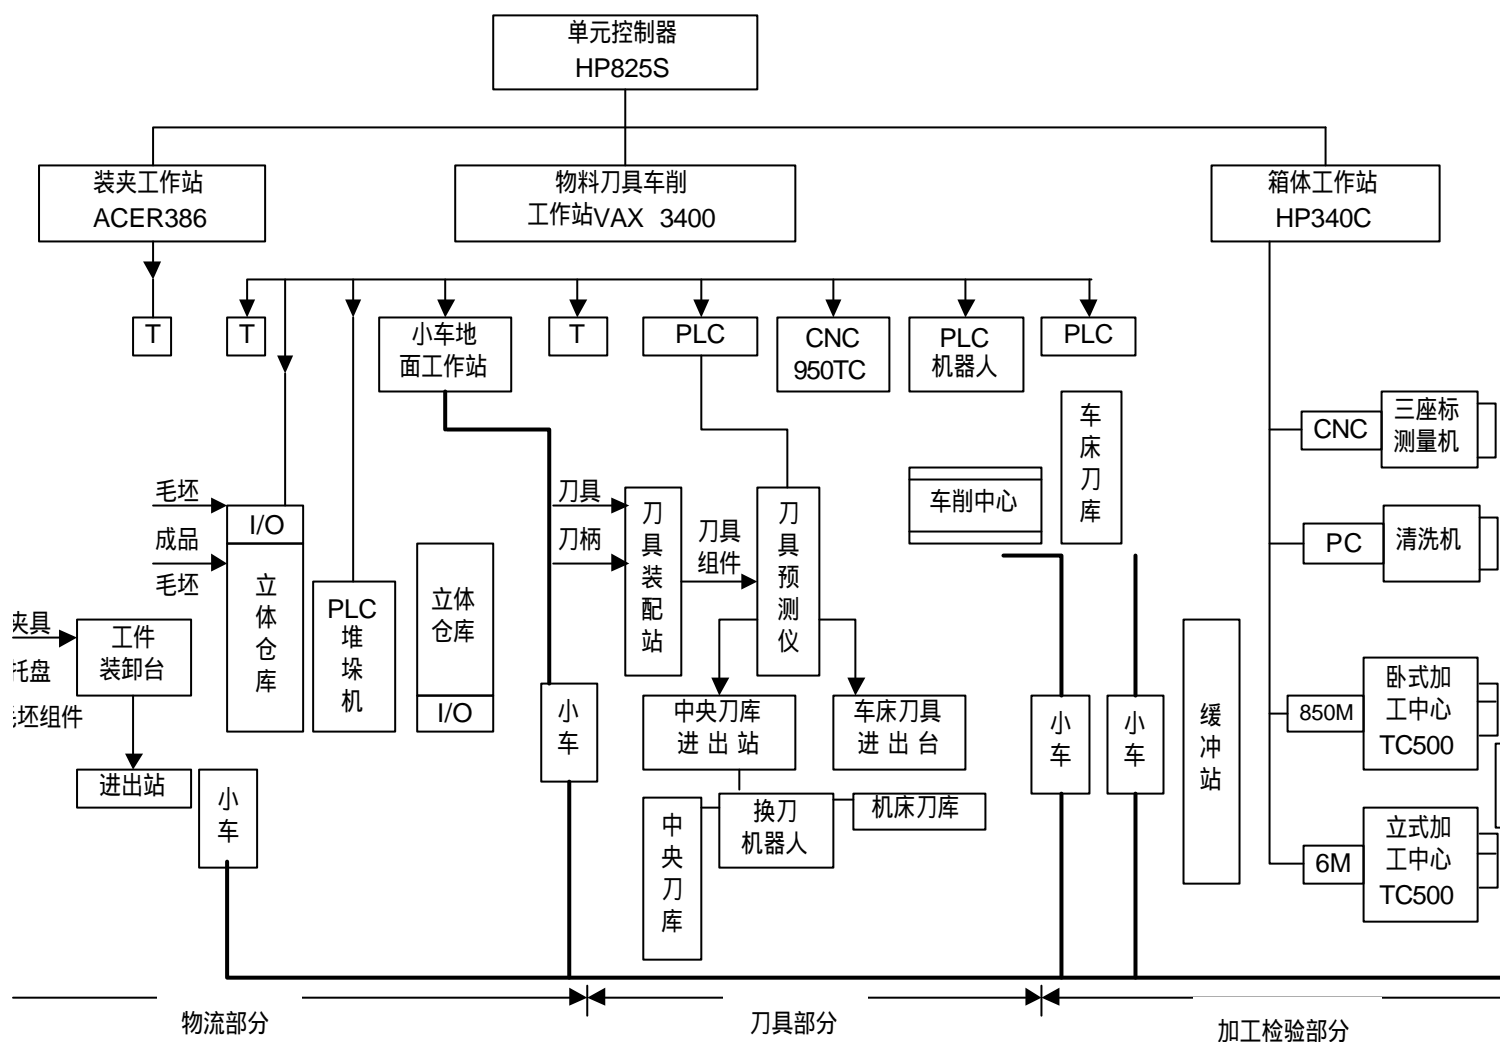 单元控制器
HP825S
装夹工作站
ACER386
物料刀具车削
工作站VAX 3400
箱体工作站
HP340C
T
T
小车地
面工作站
T
PLC
CNC
950TC
PLC
机器人
PLC
车床刀库
CNC
三座标
测量机
毛坯
I/O
成品
毛坯
立体仓库
PLC
堆垛机
立体
仓库
I/O
刀具
刀柄
刀具装配站
刀具
组件
刀具预测仪
车削中心
PC
清洗机
夹具
托盘
毛坯组件
工件
装卸台
进出站
小车
小车
中央刀库
进出站
车床刀具
进出台
小车
小车
缓冲站
850M
卧式加
工中心
TC500
中央刀库
换刀
机器人
机床刀库
6M
立式加
工中心
TC500
物流部分
刀具部分
加工检验部分